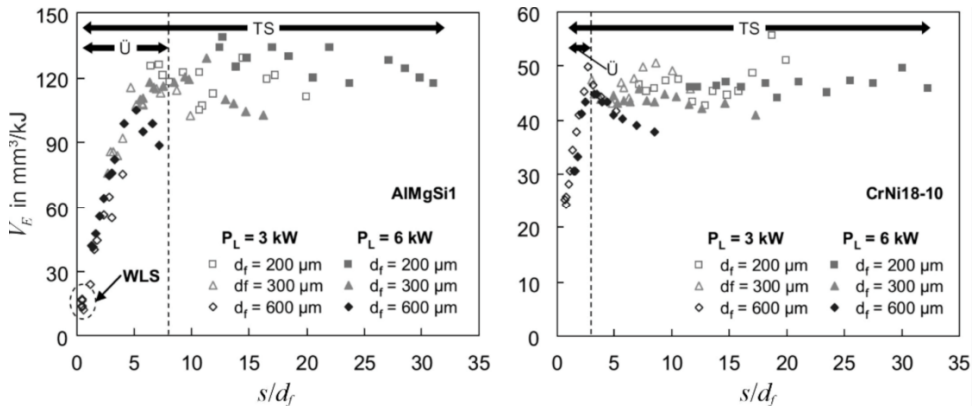 150
120
90
60
30
0
V_E in mm³/kJ
TS
Ü
AlMgSi1
WLS
P_L = 3 kW P_L = 6 kW
d_f = 200 µm d_f = 200 µm
df = 300 µm d_f = 300 µm
d_f = 600 µm d_f = 600 µm
0 5 10 15 20 25 30 35
s/d_f
60
50
40
30
20
10
0
TS
Ü
CrNi18-10
P_L = 3 kW P_L = 6 kW
d_f = 200 µm d_f = 200 µm
d_f = 300 µm d_f = 300 µm
d_f = 600 µm d_f = 600 µm
0 5 10 15 20 25 30 35
s/d_f